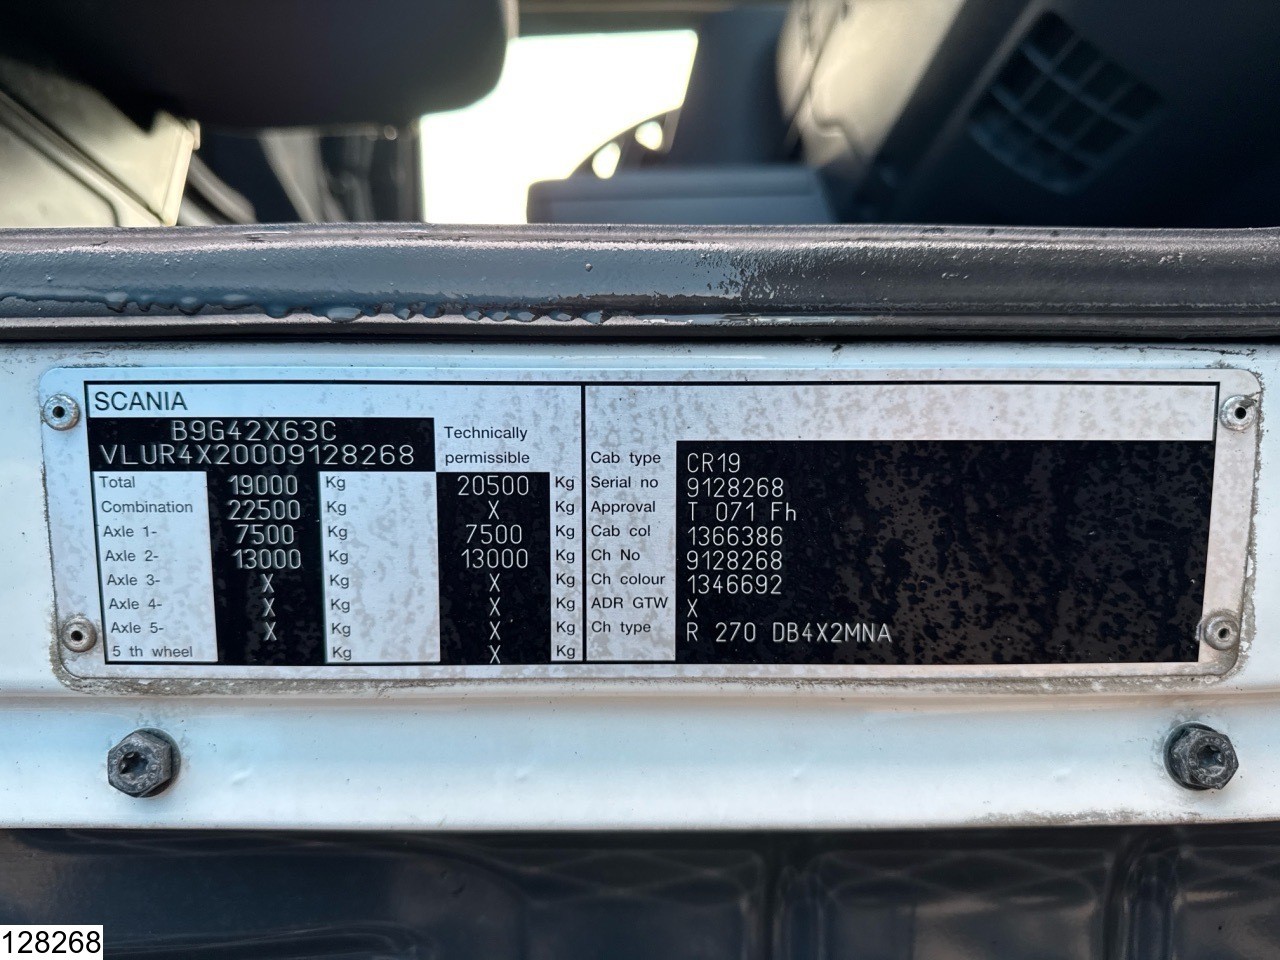 SCANIA
B9G42X63C
VLUR4X20009128268
Technically
permissible
Total 19000 Kg 20500 Kg
Combination 22500 Kg X Kg
Axle 1- 7500 Kg 7500 Kg
Axle 2- 13000 Kg 13000 Kg
Axle 3- X Kg X Kg
Axle 4- X Kg X Kg
Axle 5- X Kg X Kg
5 th wheel Kg X Kg
Cab type CR19
Serial no 9128268
Approval T 071 Fh
Cab col 1366386
Ch No 9128268
Ch colour 1346692
ADR GTW X
Ch type R 270 DB4X2MNA
128268